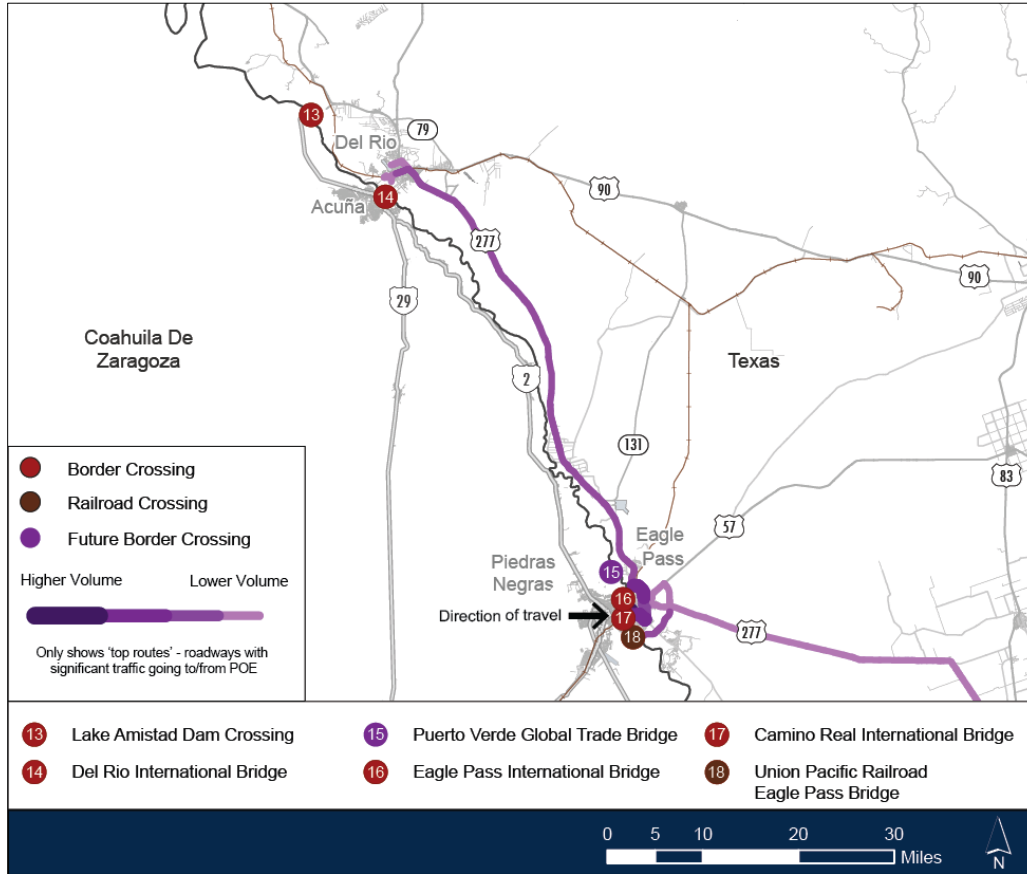 13
Del Rio
79
Acuña
14
90
277
90
29
Coahuila De
Zaragoza
Texas
2
131
83
57
Eagle
Pass
Piedras
Negras
15
16
Direction of travel
17
18
277
Border Crossing
Railroad Crossing
Future Border Crossing
Higher Volume Lower Volume
Only shows ‘top routes’ - roadways with
significant traffic going to/from POE
13 Lake Amistad Dam Crossing
14 Del Rio International Bridge
15 Puerto Verde Global Trade Bridge
16 Eagle Pass International Bridge
17 Camino Real International Bridge
18 Union Pacific Railroad
Eagle Pass Bridge
0 5 10 20 30
Miles
N